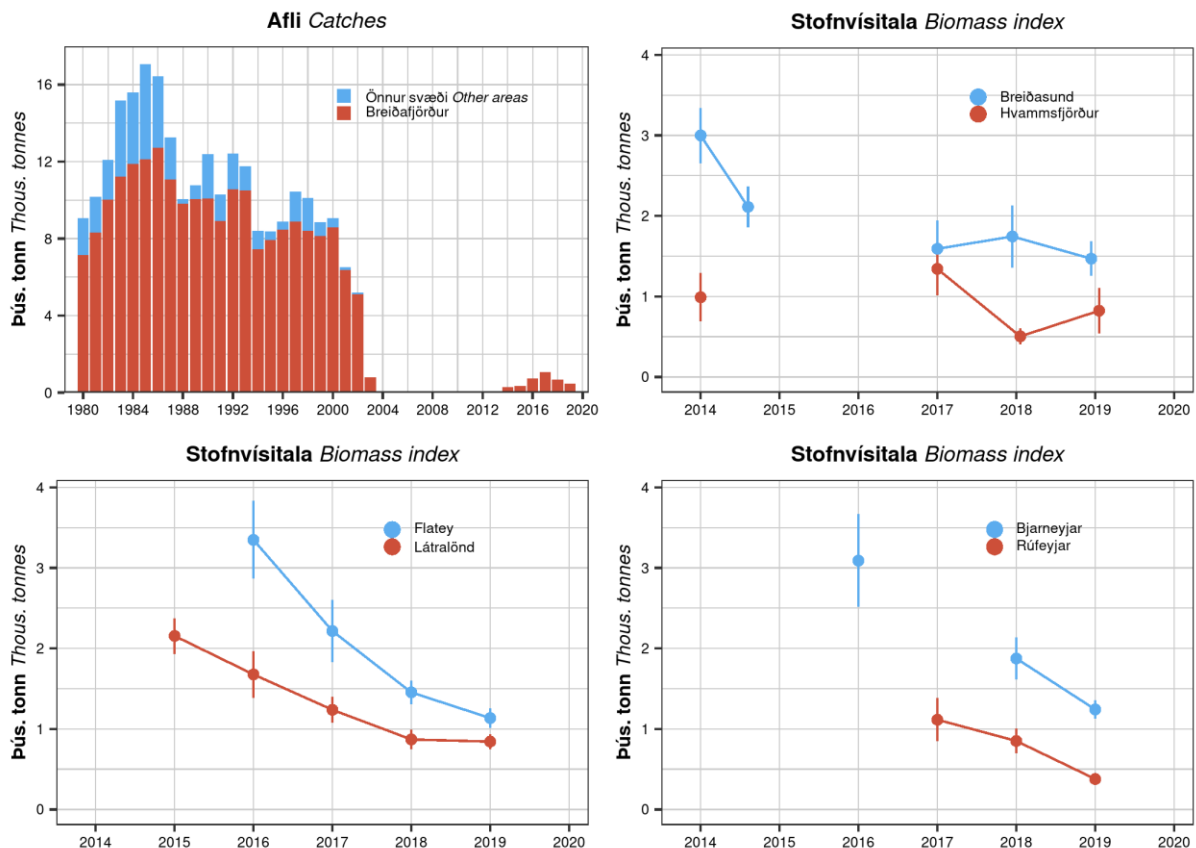 Afli Catches
Þús. tonn Thous. tonnes
16
12
8
4
0
Önnur svæði Other areas
Breiðafjörður
1980 1984 1988 1992 1996 2000 2004 2008 2012 2016 2020
Stofnvísitala Biomass index
Þús. tonn Thous. tonnes
4
3
2
1
0
Breiðasund
Hvammsfjörður
2014 2015 2016 2017 2018 2019 2020
Stofnvísitala Biomass index
Þús. tonn Thous. tonnes
4
3
2
1
0
Flatey
Látralönd
2014 2015 2016 2017 2018 2019 2020
Stofnvísitala Biomass index
Þús. tonn Thous. tonnes
4
3
2
1
0
Bjarneyjar
Rúfeyjar
2014 2015 2016 2017 2018 2019 2020